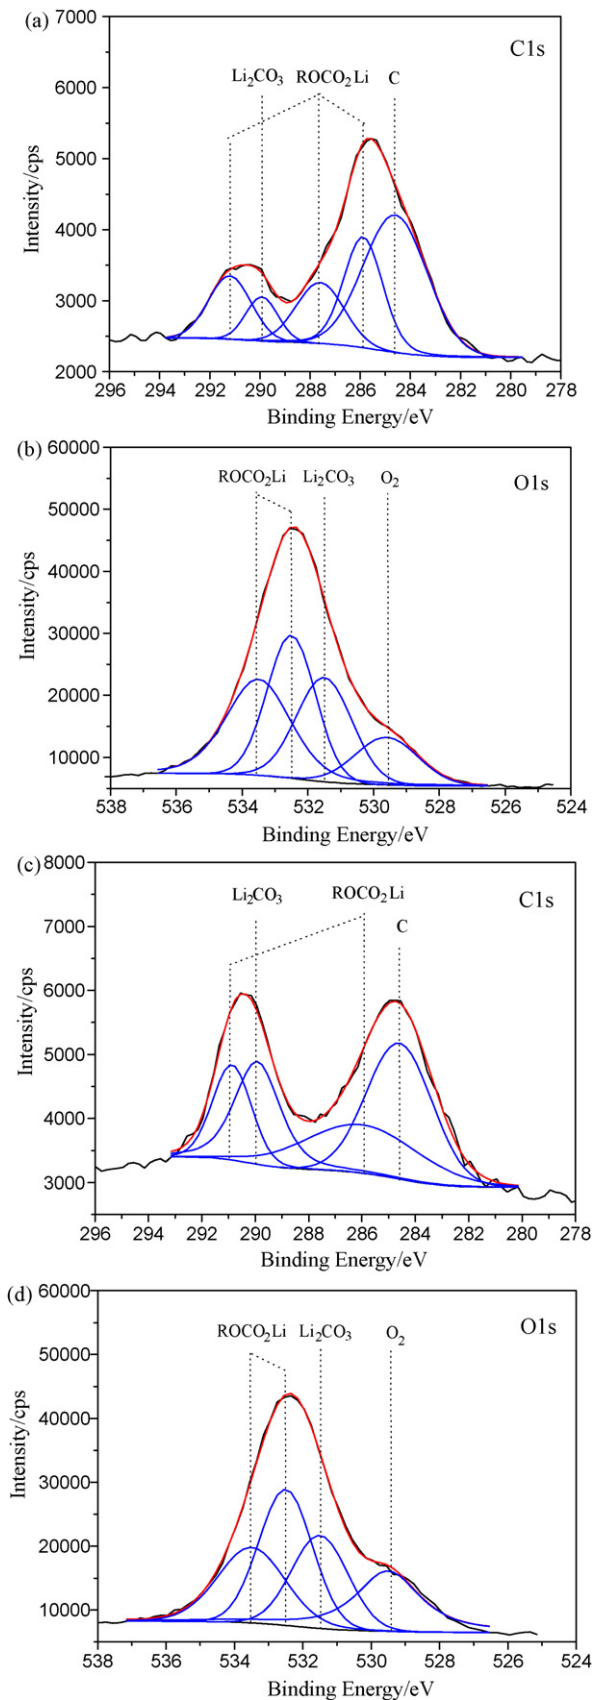 (a)
C1s
Li₂CO₃ ROCO₂Li C
Intensity/cps
7000
6000
5000
4000
3000
2000
296 294 292 290 288 286 284 282 280 278
Binding Energy/eV
(b)
O1s
ROCO₂Li Li₂CO₃ O₂
Intensity/cps
60000
50000
40000
30000
20000
10000
538 536 534 532 530 528 526 524
Binding Energy/eV
(c)
C1s
Li₂CO₃ ROCO₂Li
C
Intensity/cps
8000
7000
6000
5000
4000
3000
296 294 292 290 288 286 284 282 280 278
Binding Energy/eV
(d)
O1s
ROCO₂Li Li₂CO₃ O₂
Intensity/cps
60000
50000
40000
30000
20000
10000
538 536 534 532 530 528 526 524
Binding Energy/eV